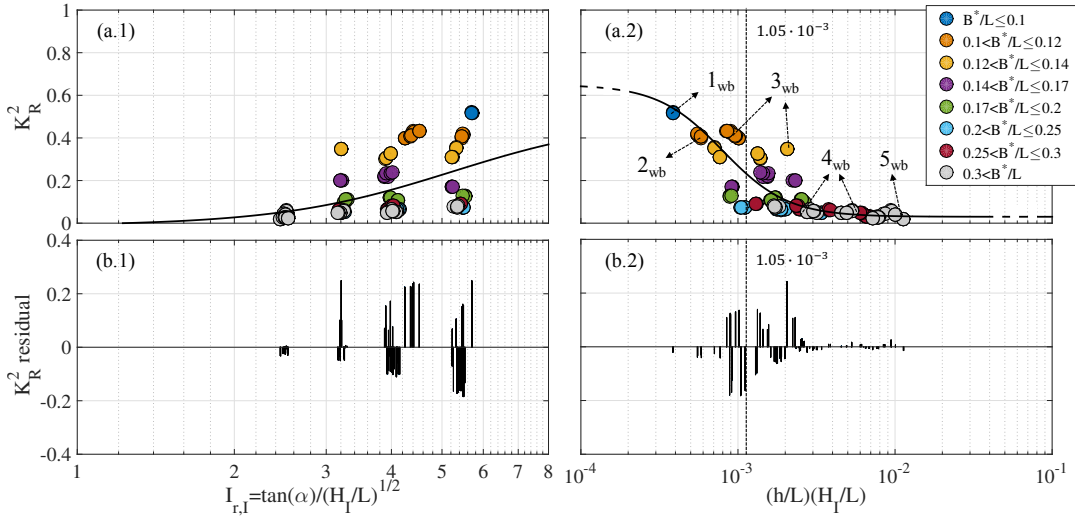 (a.1)
1
0.8
0.6
0.4
0.2
0
K_R^2
(a.2)
1.05 · 10^-3
1_wb
3_wb
2_wb
4_wb
5_wb
B^*/L≤0.1
0.1<B^*/L≤0.12
0.12<B^*/L≤0.14
0.14<B^*/L≤0.17
0.17<B^*/L≤0.2
0.2<B^*/L≤0.25
0.25<B^*/L≤0.3
0.3<B^*/L
(b.1)
0.4
0.2
0
-0.2
-0.4
K_R^2 residual
1 2 3 4 5 6 7 8
I_r,I=tan(α)/(H_I/L)^1/2
(b.2)
1.05 · 10^-3
10^-4 10^-3 10^-2 10^-1
(h/L)(H_I/L)